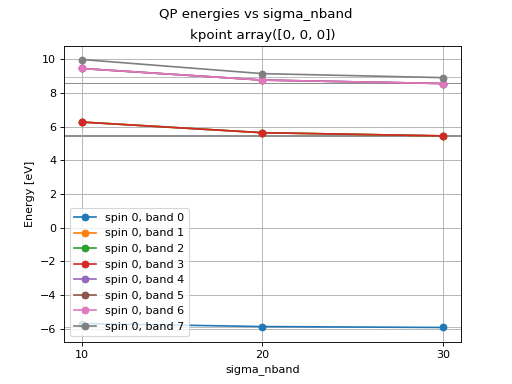 QP energies vs sigma_nband
kpoint array([0, 0, 0])
Energy [eV]
10
8
6
4
2
0
−2
−4
−6
spin 0, band 0
spin 0, band 1
spin 0, band 2
spin 0, band 3
spin 0, band 4
spin 0, band 5
spin 0, band 6
spin 0, band 7
10
20
30
sigma_nband